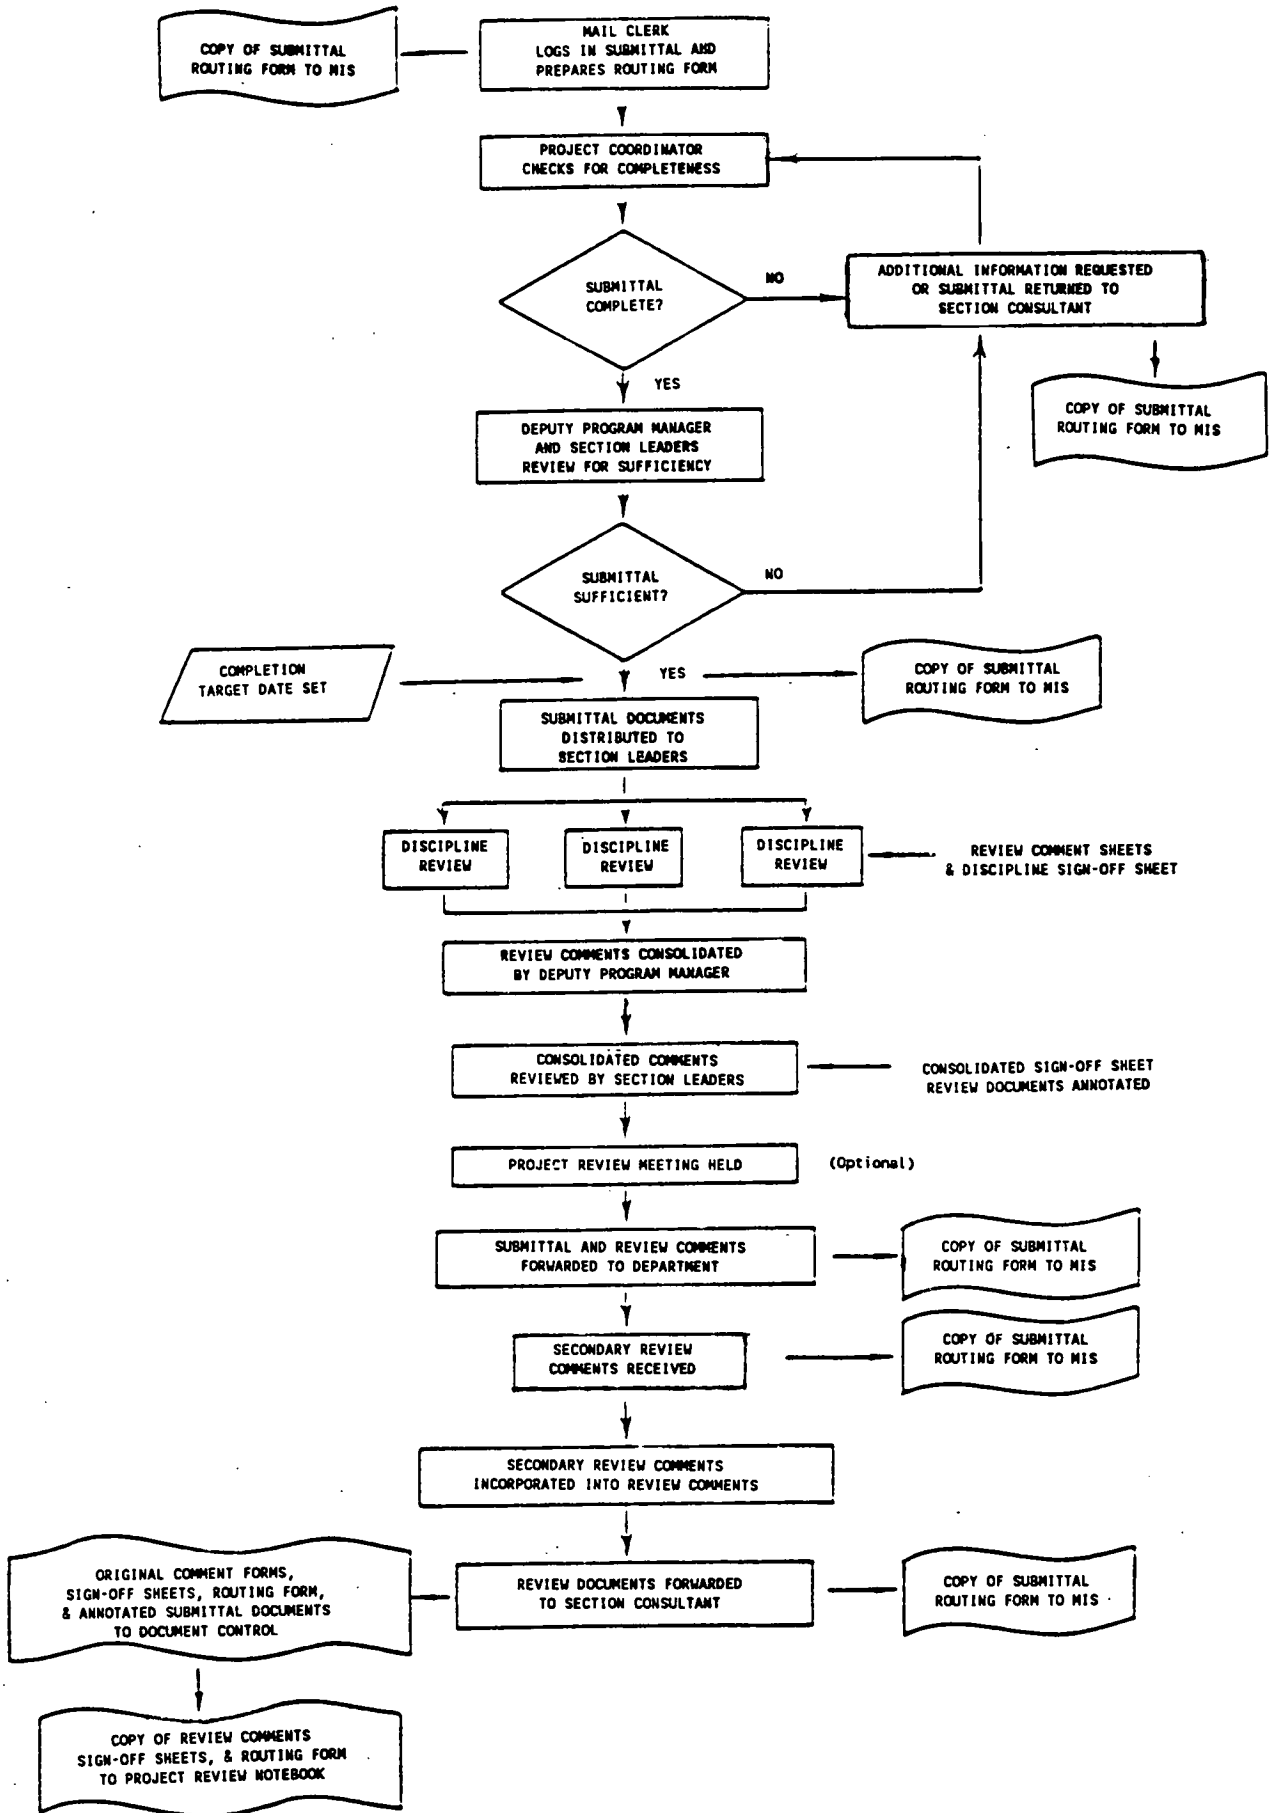 COPY OF SUBMITTAL
ROUTING FORM TO MIS
MAIL CLERK
LOGS IN SUBMITTAL AND
PREPARES ROUTING FORM
PROJECT COORDINATOR
CHECKS FOR COMPLETENESS
SUBMITTAL
COMPLETE?
NO
ADDITIONAL INFORMATION REQUESTED
OR SUBMITTAL RETURNED TO
SECTION CONSULTANT
YES
COPY OF SUBMITTAL
ROUTING FORM TO MIS
DEPUTY PROGRAM MANAGER
AND SECTION LEADERS
REVIEW FOR SUFFICIENCY
SUBMITTAL
SUFFICIENT?
NO
COMPLETION
TARGET DATE SET
YES
COPY OF SUBMITTAL
ROUTING FORM TO MIS
SUBMITTAL DOCUMENTS
DISTRIBUTED TO
SECTION LEADERS
DISCIPLINE
REVIEW
DISCIPLINE
REVIEW
DISCIPLINE
REVIEW
REVIEW COMMENT SHEETS
& DISCIPLINE SIGN-OFF SHEET
REVIEW COMMENTS CONSOLIDATED
BY DEPUTY PROGRAM MANAGER
CONSOLIDATED COMMENTS
REVIEWED BY SECTION LEADERS
CONSOLIDATED SIGN-OFF SHEET
REVIEW DOCUMENTS ANNOTATED
PROJECT REVIEW MEETING HELD
(Optional)
SUBMITTAL AND REVIEW COMMENTS
FORWARDED TO DEPARTMENT
COPY OF SUBMITTAL
ROUTING FORM TO MIS
SECONDARY REVIEW
COMMENTS RECEIVED
COPY OF SUBMITTAL
ROUTING FORM TO MIS
SECONDARY REVIEW COMMENTS
INCORPORATED INTO REVIEW COMMENTS
ORIGINAL COMMENT FORMS,
SIGN-OFF SHEETS, ROUTING FORM,
& ANNOTATED SUBMITTAL DOCUMENTS
TO DOCUMENT CONTROL
REVIEW DOCUMENTS FORWARDED
TO SECTION CONSULTANT
COPY OF SUBMITTAL
ROUTING FORM TO MIS
COPY OF REVIEW COMMENTS
SIGN-OFF SHEETS, & ROUTING FORM
TO PROJECT REVIEW NOTEBOOK